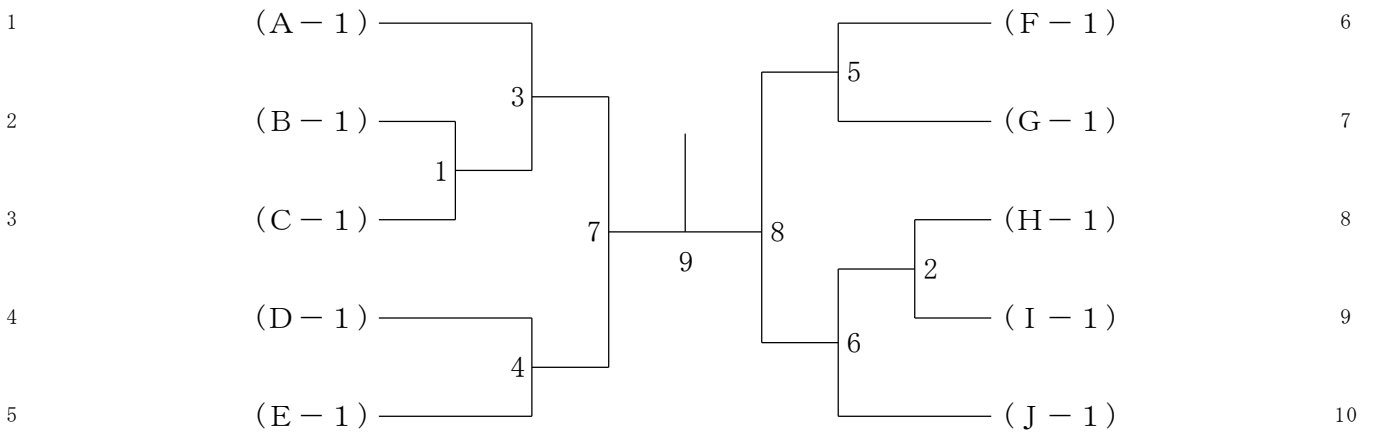 1 （A－1） （F－1） 6
5
3
2 （B－1） （G－1） 7
1
3 （C－1） （H－1） 8
7 8
9
2
4 （D－1） （I－1） 9
6
4
5 （E－1） （J－1） 10